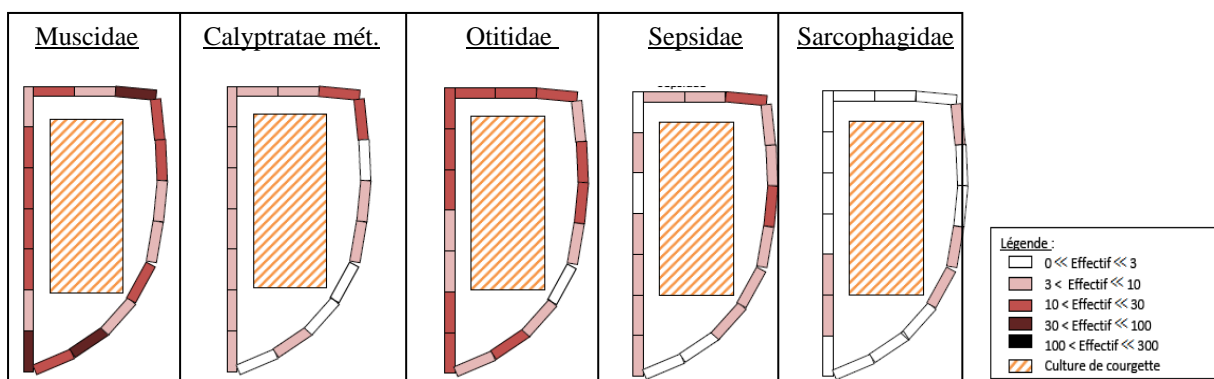 Muscidae
Calyptratae mét.
Otitidae
Sepsidae
Sarcophagidae
Légende :
0 << Effectif << 3
3 < Effectif << 10
10 < Effectif << 30
30 < Effectif << 100
100 < Effectif << 300
Culture de courgette